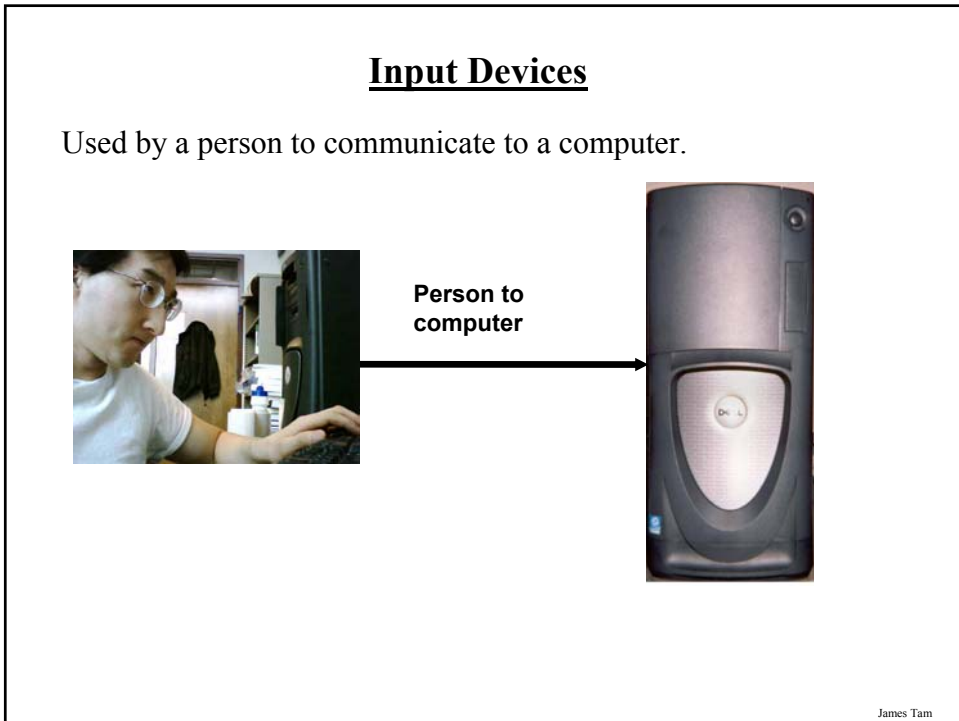 Input Devices
Used by a person to communicate to a computer.
Person to
computer
DELL
James Tam